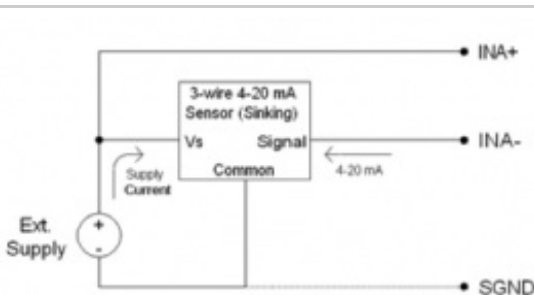 INA+
3-wire 4-20 mA
Sensor (Sinking)
Vs Signal
INA-
Common
Supply
Current
4-20 mA
Ext.
Supply
+
-
SGND